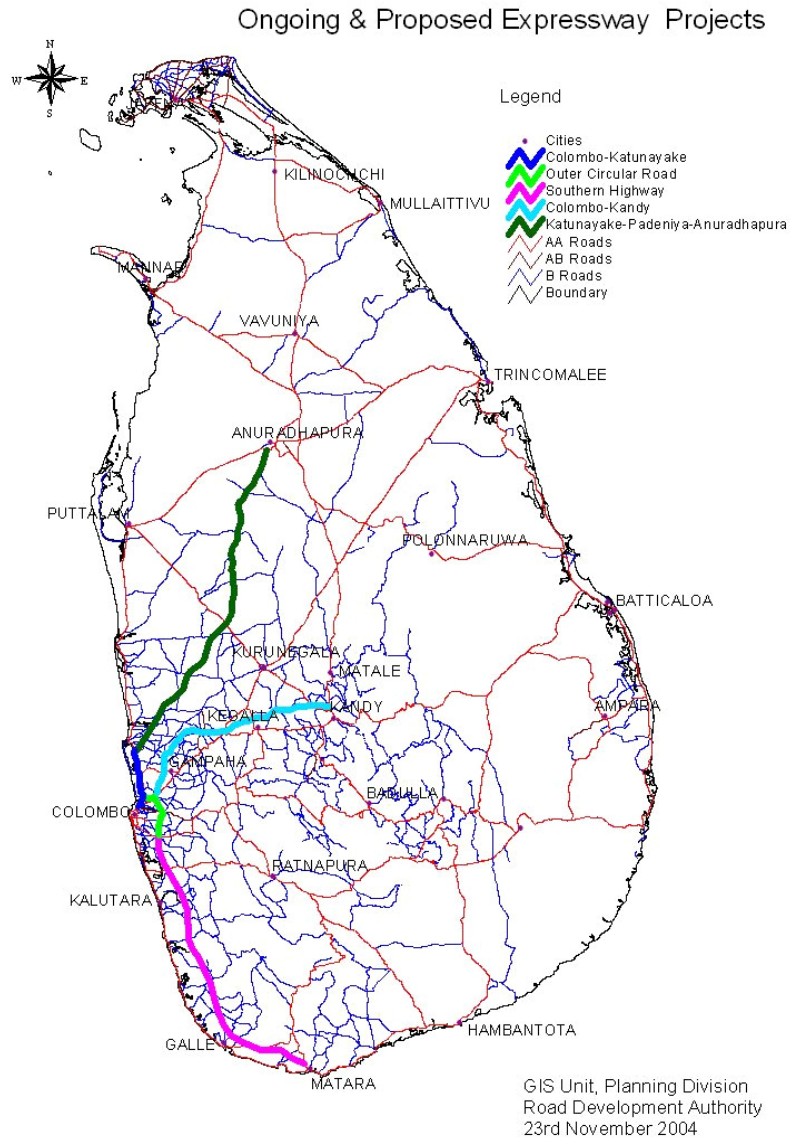 Ongoing & Proposed Expressway Projects
N
W E
S
Legend
Cities
Colombo-Katunayake
Outer Circular Road
Southern Highway
Colombo-Kandy
Katunayake-Padeniya-Anuradhapura
AA Roads
AB Roads
B Roads
Boundary
KILINOCHCHI
MULLAITTIVU
MANNAR
VAVUNIYA
TRINCOMALEE
ANURADHAPURA
PUTTALAM
POLONNARUWA
BATTICALOA
KURUNEGALA
MATALE
KANDY
KEGALLA
AMPARA
GAMPAHA
BADULLA
COLOMBO
RATNAPURA
KALUTARA
HAMBANTOTA
GALLE
MATARA
GIS Unit, Planning Division
Road Development Authority
23rd November 2004